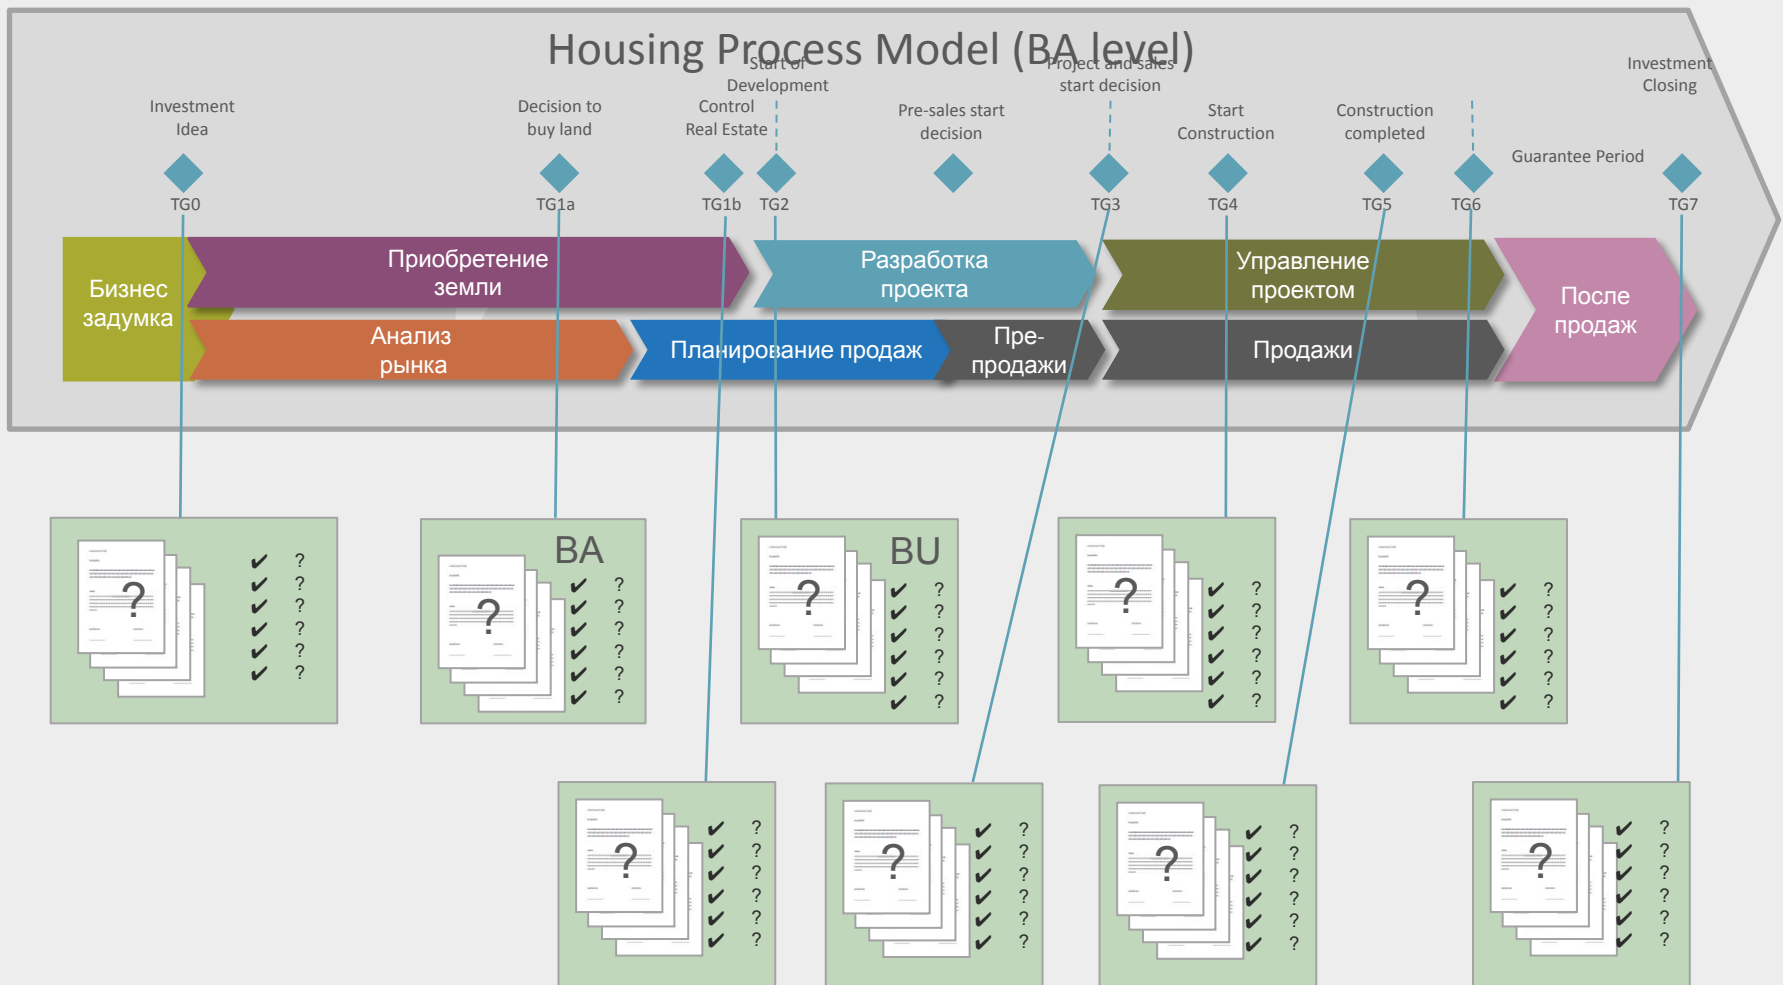 Housing Process Model (BA level)
Start of
Development
Project and sales
start decision
Investment
Closing
Investment
Idea
Decision to
buy land
Control
Real Estate
Pre-sales start
decision
Start
Construction
Construction
completed
Guarantee Period
TG0
TG1a
TG1b
TG2
TG3
TG4
TG5
TG6
TG7
Бизнес
задумка
Приобретение
земли
Разработка
проекта
Управление
проектом
После
продаж
Анализ
рынка
Планирование продаж
Пре-
продажи
Продажи
?
✔ ?
✔ ?
✔ ?
✔ ?
✔ ?
✔ ?
BA
?
✔ ?
✔ ?
✔ ?
✔ ?
✔ ?
✔ ?
BU
?
✔ ?
✔ ?
✔ ?
✔ ?
✔ ?
✔ ?
?
✔ ?
✔ ?
✔ ?
✔ ?
✔ ?
✔ ?
?
✔ ?
✔ ?
✔ ?
✔ ?
✔ ?
✔ ?
?
✔ ?
✔ ?
✔ ?
✔ ?
✔ ?
✔ ?
?
✔ ?
✔ ?
✔ ?
✔ ?
✔ ?
✔ ?
?
✔ ?
✔ ?
✔ ?
✔ ?
✔ ?
✔ ?
?
✔ ?
✔ ?
✔ ?
✔ ?
✔ ?
✔ ?